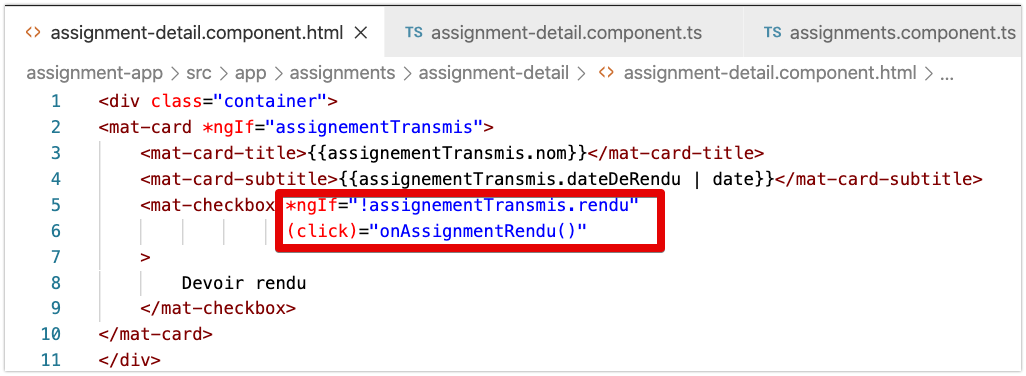 <> assignment-detail.component.html × TS assignment-detail.component.ts TS assignments.component.ts
assignment-app > src > app > assignments > assignment-detail > <> assignment-detail.component.html > ...
1 <div class="container">
2 <mat-card *ngIf="assignementTransmis">
3 <mat-card-title>{{assignementTransmis.nom}}</mat-card-title>
4 <mat-card-subtitle>{{assignementTransmis.dateDeRendu | date}}</mat-card-subtitle>
5 <mat-checkbox *ngIf="!assignementTransmis.rendu"
6 (click)="onAssignmentRendu()"
7 >
8 Devoir rendu
9 </mat-checkbox>
10 </mat-card>
11 </div>